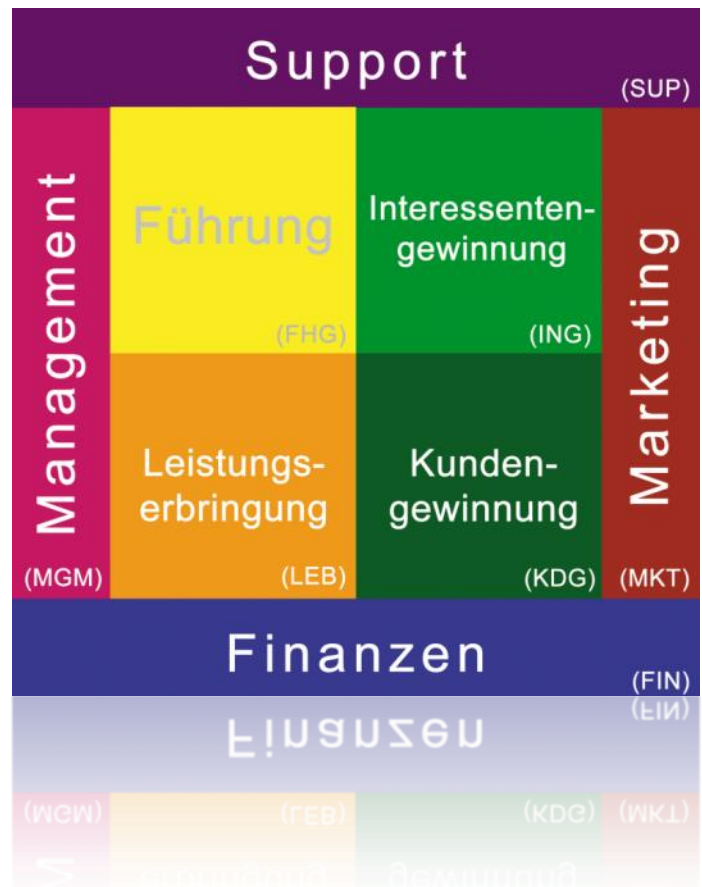 Support
(SUP)
Management
(MGM)
Führung
(FHG)
Interessenten-
gewinnung
(ING)
Marketing
(MKT)
Leistungs-
erbringung
(LEB)
Kunden-
gewinnung
(KDG)
Finanzen
(FIN)